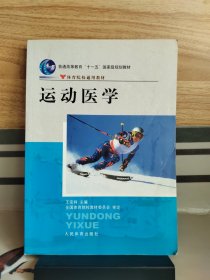 普通高等教育“十一五”国家级规划教材
体育院校通用教材
运动医学
王安利 主编
全国体育院校教材委员会 审定
YUNDONG
YIXUE
人民体育出版社